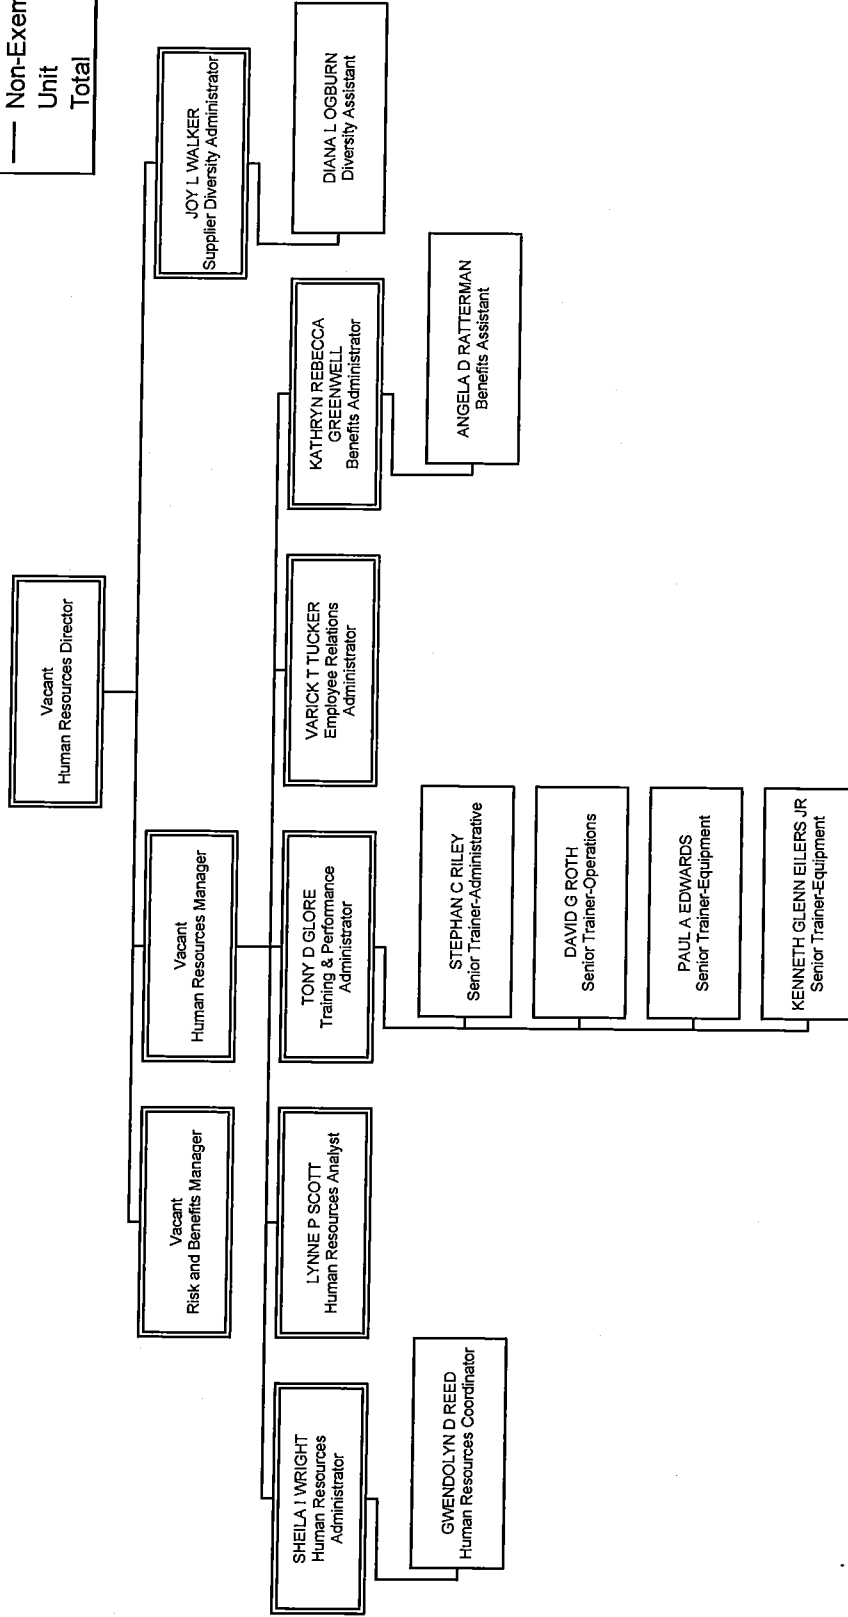 Non-Exem
Unit
Total
Vacant
Human Resources Director
Vacant
Risk and Benefits Manager
Vacant
Human Resources Manager
JOY L WALKER
Supplier Diversity Administrator
SHEILA I WRIGHT
Human Resources
Administrator
LYNNE P SCOTT
Human Resources Analyst
TONY D GLORE
Training & Performance
Administrator
VARICK T TUCKER
Employee Relations
Administrator
KATHRYN REBECCA
GREENWELL
Benefits Administrator
DIANA L OGBURN
Diversity Assistant
GWENDOLYN D REED
Human Resources Coordinator
STEPHAN C RILEY
Senior Trainer-Administrative
ANGELA D RATTERMAN
Benefits Assistant
DAVID G ROTH
Senior Trainer-Operations
PAUL A EDWARDS
Senior Trainer-Equipment
KENNETH GLENN EILERS JR
Senior Trainer-Equipment